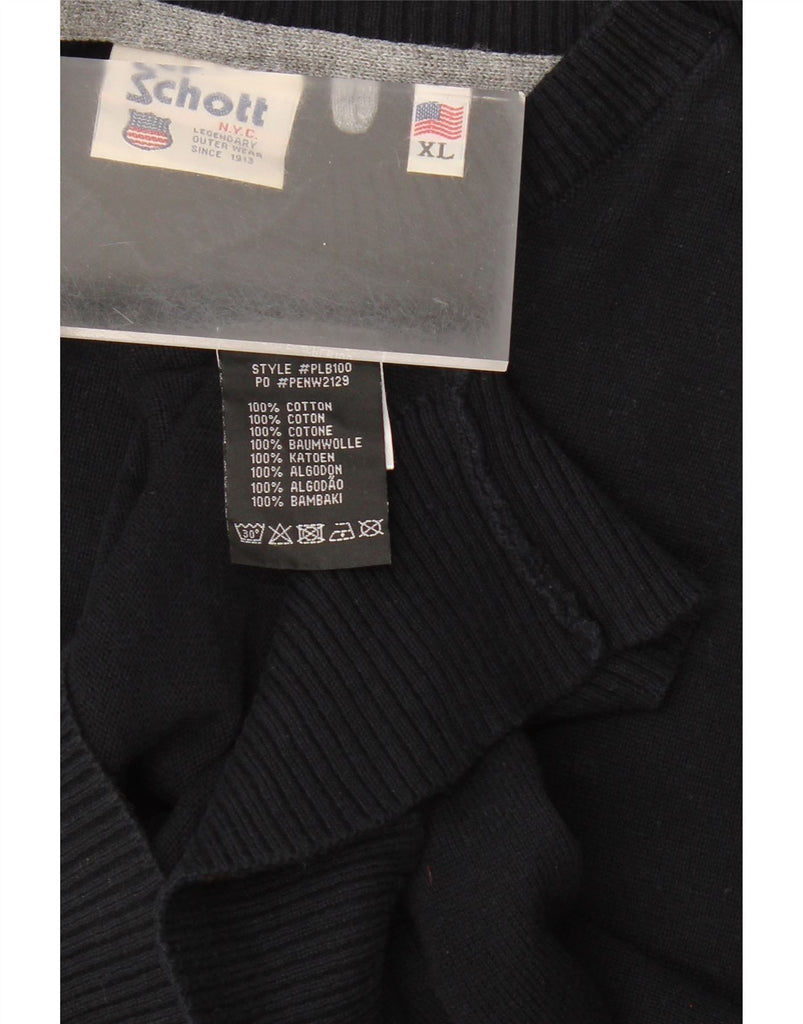 Schott
N.Y.C.
LEGENDARY
OUTER WEAR
SINCE 1913
XL
STYLE #PLB100
PO #PENW2129
100% COTTON
100% COTON
100% COTONE
100% BAUMWOLLE
100% KATOEN
100% ALGODON
100% ALGODÃO
100% BAMBAKI
30°